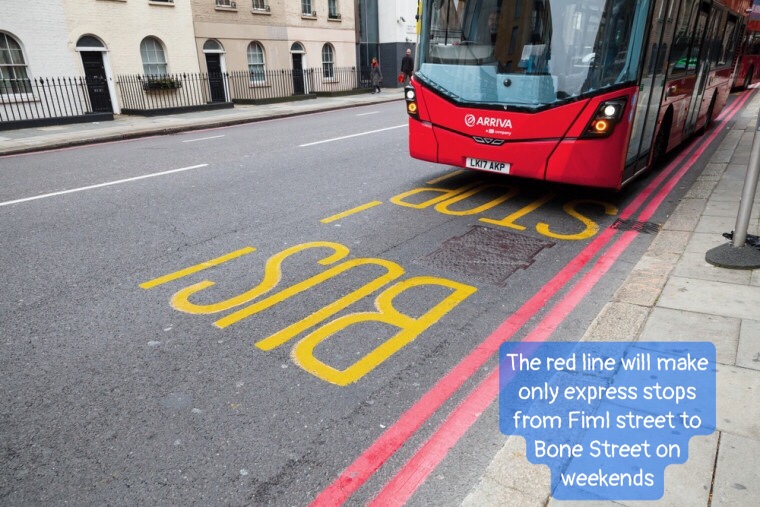 ARRIVA
LK17 AKP
STOP
BUS
The red line will make
only express stops
from Fiml street to
Bone Street on
weekends